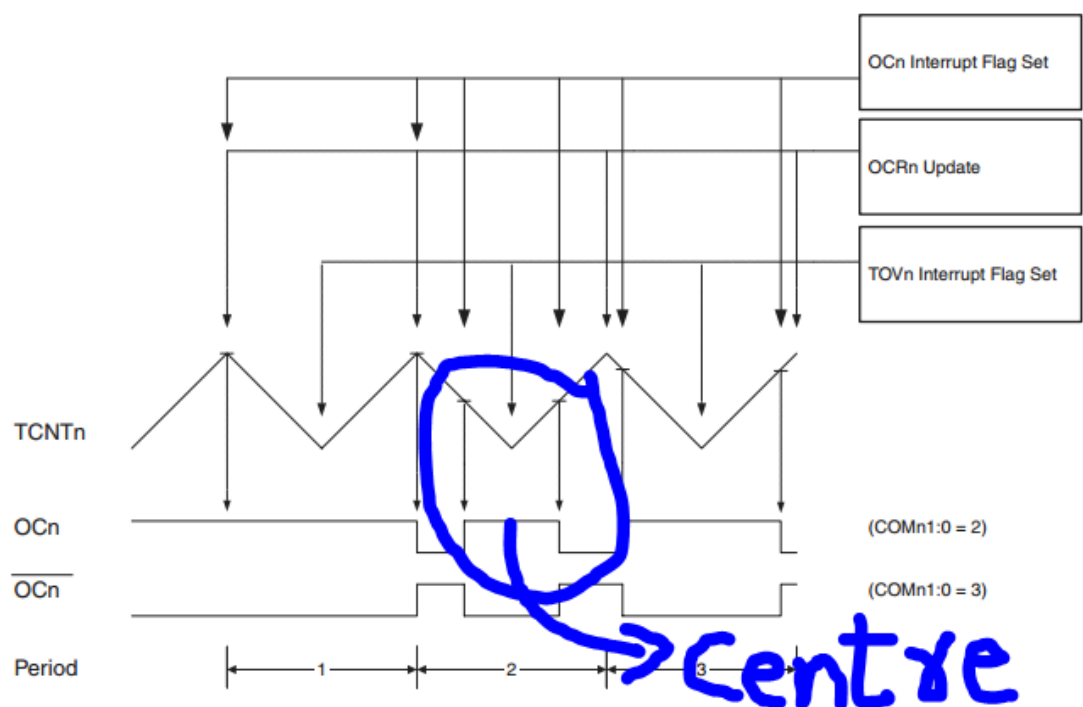 OCn Interrupt Flag Set
OCRn Update
TOVn Interrupt Flag Set
TCNTn
OCn
(COMn1:0 = 2)
OCn
(COMn1:0 = 3)
Period
1
2
3
Centre